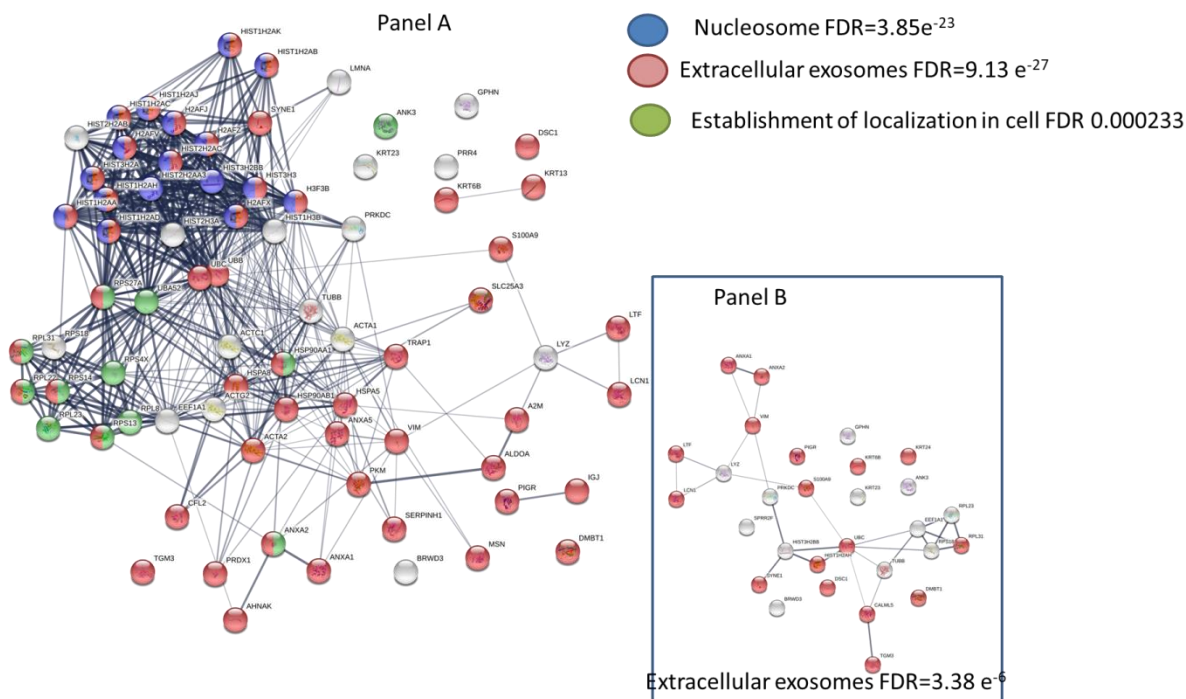 Panel A
Nucleosome FDR=3.85e-23
Extracellular exosomes FDR=9.13 e-27
Establishment of localization in cell FDR 0.000233
HIST1H2AK
HIST1H2AB
LMNA
HIST1H2AJ
HIST1H2AC
H2AFJ
SYNE1
ANK3
GPHN
HIST2H2AB
H2AFV
H2AFZ
HIST2H2AC
DSC1
HIST3H2A
HIST2H2AA3
HIST3H2BB
KRT23
PRR4
HIST1H2AH
HIST3H3
KRT6B
KRT13
HIST1H2AA
H3F3B
HIST1H2AD
H2AFX
HIST2H3A
HIST1H3B
PRKDC
S100A9
UBC
UBB
RPS27A
UBA52
SLC25A3
TUBB
LTF
RPL31
RPS18
ACTC1
ACTA1
LYZ
RPS4X
HSP90AA1
TRAP1
RPL27
RPS14
HSPA8
LCN1
RPL23
RPL8
EEF1A1
ACTG2
HSP90AB1
HSPA5
A2M
RPS13
ACTA2
ANXA5
VIM
ALDOA
PKM
PIGR
IGJ
CFL2
SERPINH1
ANXA2
MSN
DMBT1
TGM3
PRDX1
ANXA1
BRWD3
AHNAK
Panel B
ANXA1
ANXA2
VIM
GPHN
LTF
PIGR
KRT24
LYZ
KRT6B
LCN1
S100A9
ANK3
PRKDC
KRT23
SPRR2F
RPL23
HIST3H2BB
UBC
RPL31
HIST1H2AH
TUBB
SYNE1
DSC1
DMBT1
BRWD3
CALML5
TGM3
Extracellular exosomes FDR=3.38 e-6